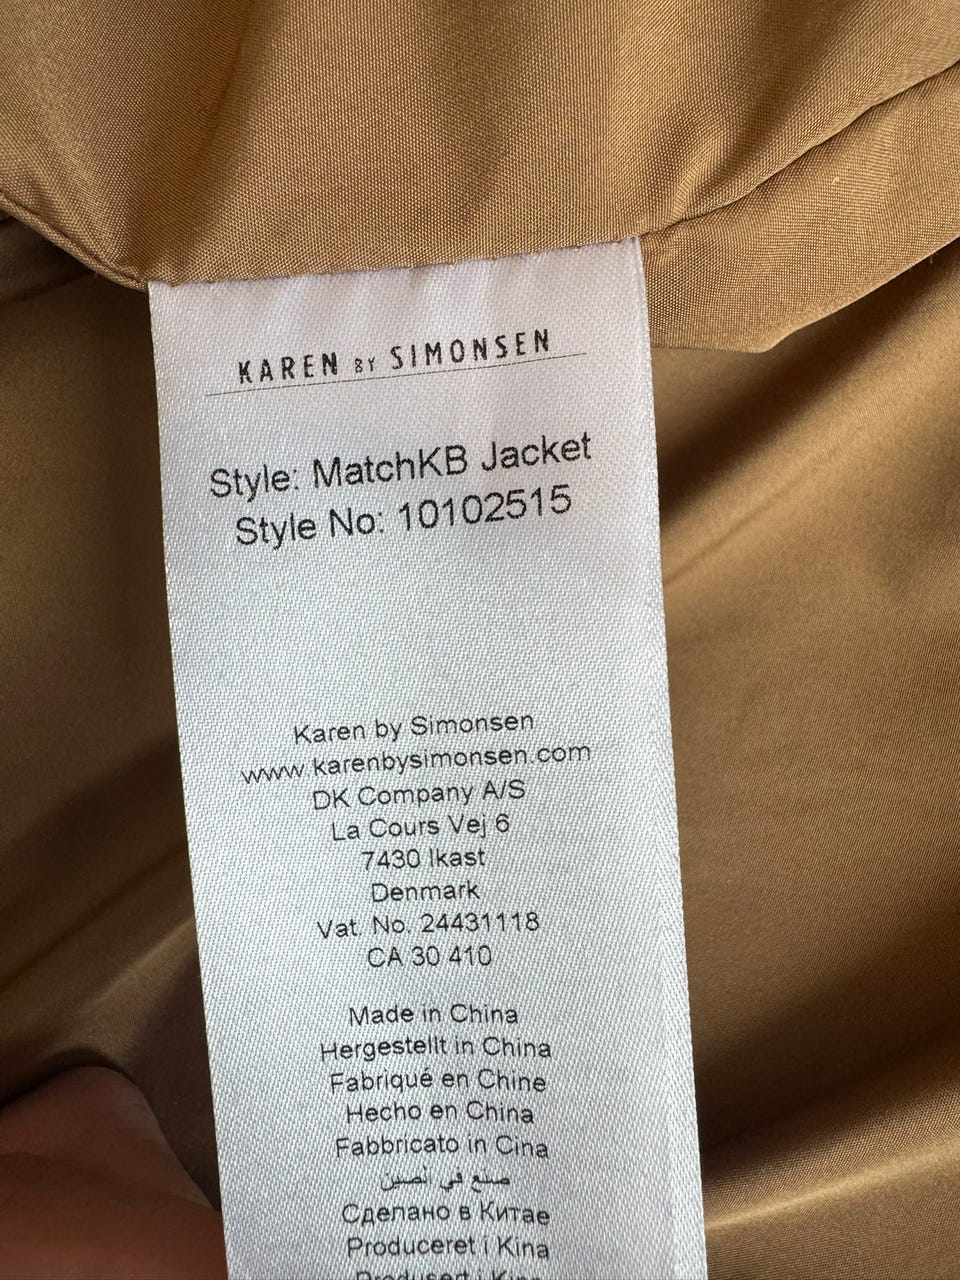 KAREN BY SIMONSEN
Style: MatchKB Jacket
Style No: 10102515
Karen by Simonsen
www.karenbysimonsen.com
DK Company A/S
La Cours Vej 6
7430 Ikast
Denmark
Vat. No. 24431118
CA 30 410
Made in China
Hergestellt in China
Fabriqué en Chine
Hecho en China
Fabbricato in Cina
صنع في الصين
Сделано в Китае
Produceret i Kina
Produsert i Kina